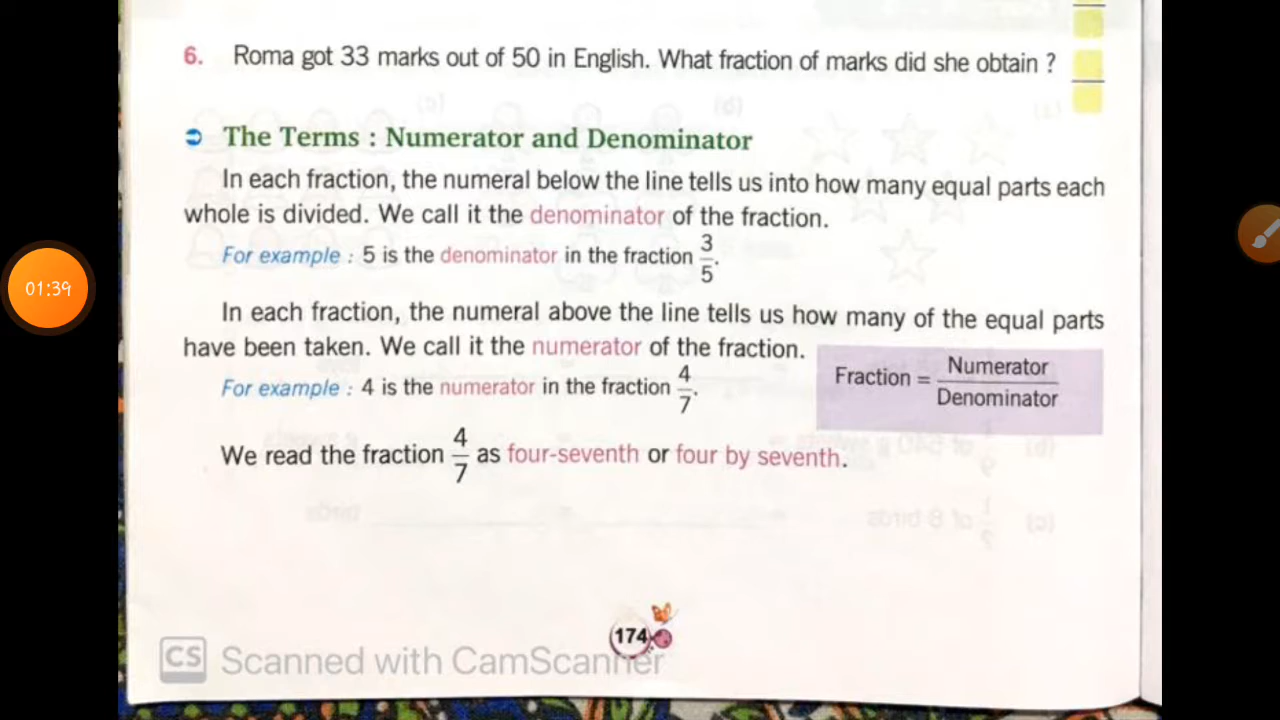 6. Roma got 33 marks out of 50 in English. What fraction of marks did she obtain ?
The Terms : Numerator and Denominator
In each fraction, the numeral below the line tells us into how many equal parts each
whole is divided. We call it the denominator of the fraction.
For example : 5 is the denominator in the fraction 3/5.
01:39
In each fraction, the numeral above the line tells us how many of the equal parts
have been taken. We call it the numerator of the fraction.
For example : 4 is the numerator in the fraction 4/7.
Fraction = Numerator/Denominator
We read the fraction 4/7 as four-seventh or four by seventh.
174
CS Scanned with CamScanner